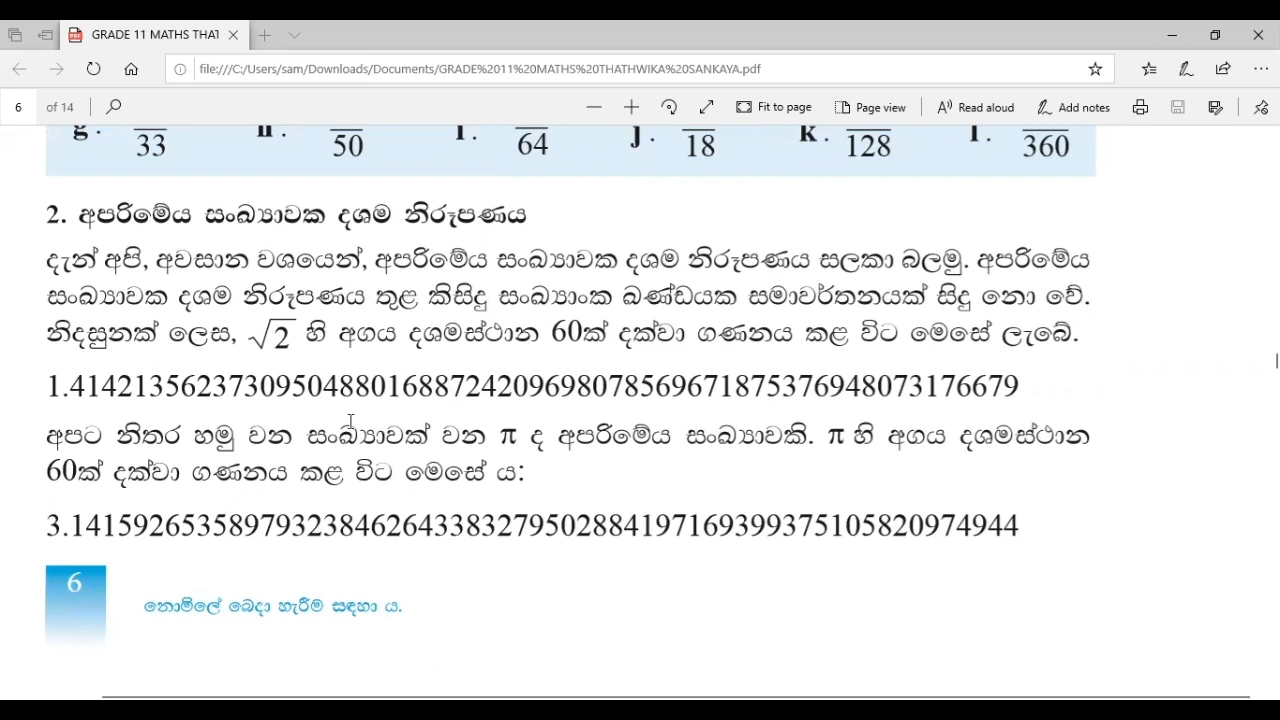 GRADE 11 MATHS THAT
file:///C:/Users/sam/Downloads/Documents/GRADE%2011%20MATHS%20THATHWIKA%20SANKAYA.pdf
6 of 14 Fit to page Page view Read aloud Add notes
g. 33 h. 50 i. 64 j. 18 k. 128 l. 360
2. අපරිමේය සංඛ්‍යාවක දශම නිරූපණය
දැන් අපි, අවසාන වශයෙන්, අපරිමේය සංඛ්‍යාවක දශම නිරූපණය සලකා බලමු. අපරිමේය
සංඛ්‍යාවක දශම නිරූපණය තුළ කිසිදු සංඛ්‍යාංක ඛණ්ඩයක සමාවර්තනයක් සිදු නො වේ.
නිදසුනක් ලෙස, √2 හි අගය දශමස්ථාන 60ක් දක්වා ගණනය කළ විට මෙසේ ලැබේ.
1.414213562373095048801688724209698078569671875376948073176679
අපට නිතර හමු වන සංඛ්‍යාවක් වන π ද අපරිමේය සංඛ්‍යාවකි. π හි අගය දශමස්ථාන
60ක් දක්වා ගණනය කළ විට මෙසේ ය:
3.141592653589793238462643383279502884197169399375105820974944
6
නොමිලේ බෙදා හැරීම සඳහා ය.